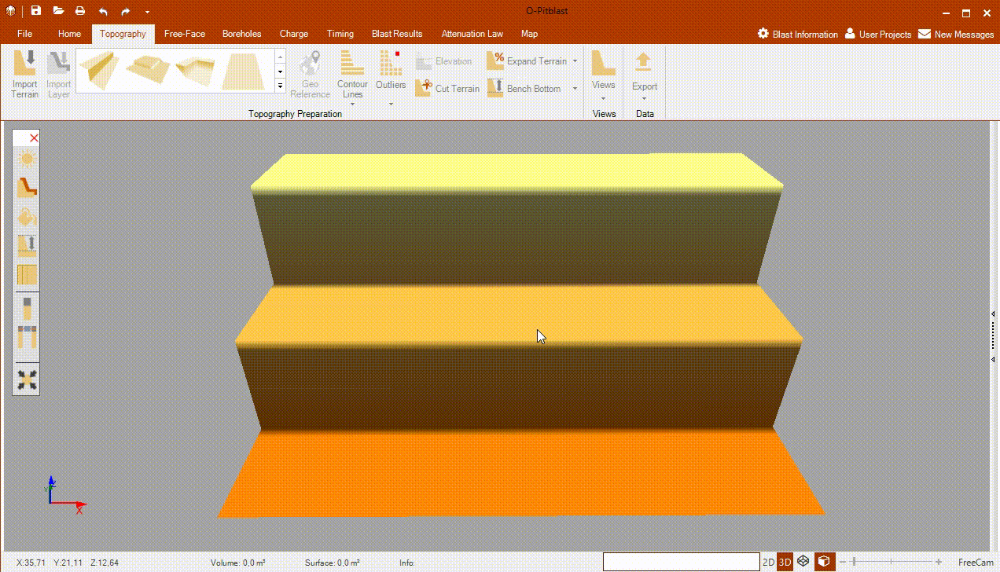 O-Pitblast
File Home Topography Free-Face Boreholes Charge Timing Blast Results Attenuation Law Map Blast Information User Projects New Messages
Import Terrain
Import Layer
Geo Reference
Contour Lines
Outliers
Elevation
Cut Terrain
Expand Terrain
Bench Bottom
Views
Export
Topography Preparation Views Data
Z
Y
X
X:35,71 Y:21,11 Z:12,64 Volume: 0,0 m³ Surface: 0,0 m² Info: 2D 3D FreeCam